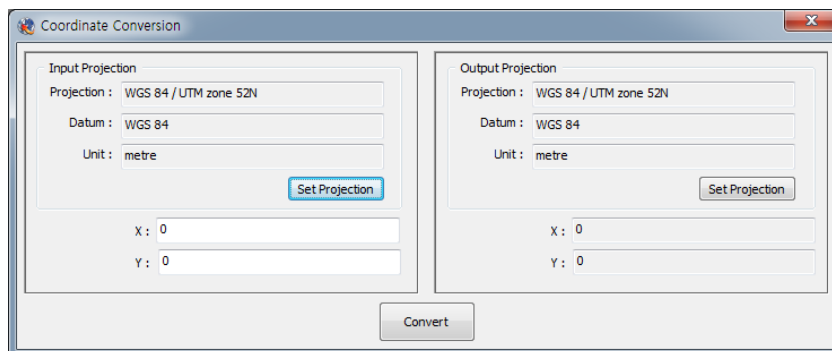 Coordinate Conversion
Input Projection
Projection : WGS 84 / UTM zone 52N
Datum : WGS 84
Unit : metre
Set Projection
X : 0
Y : 0
Output Projection
Projection : WGS 84 / UTM zone 52N
Datum : WGS 84
Unit : metre
Set Projection
X : 0
Y : 0
Convert